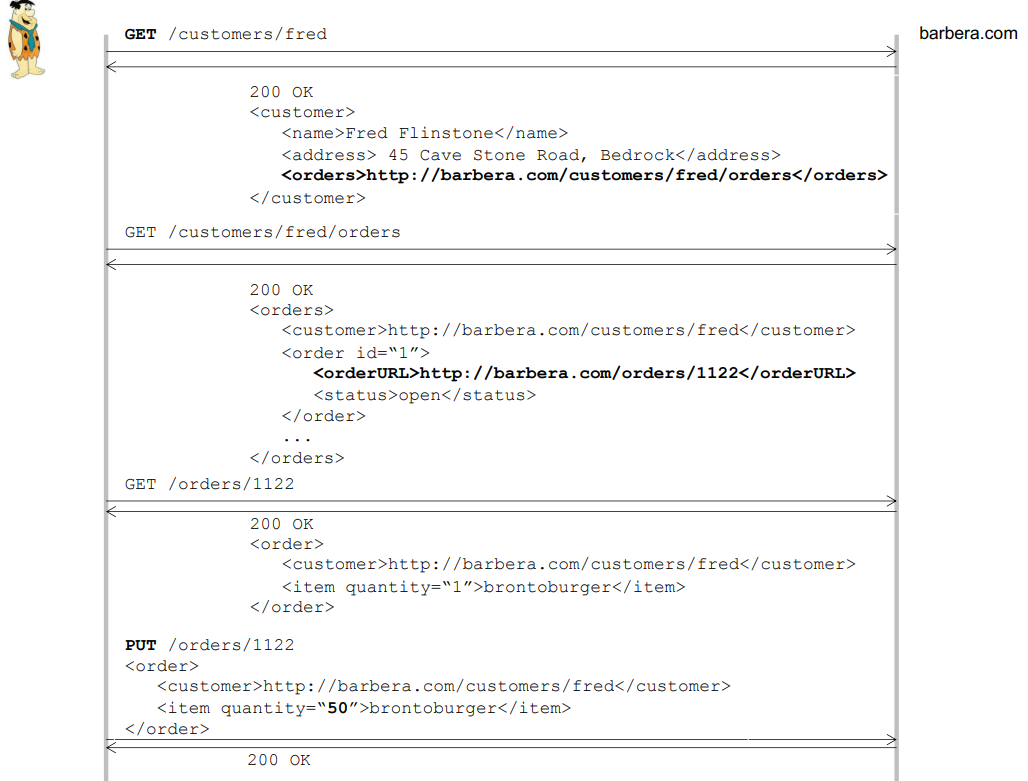 GET /customers/fred
barbera.com
200 OK
<customer>
<name>Fred Flinstone</name>
<address> 45 Cave Stone Road, Bedrock</address>
<orders>http://barbera.com/customers/fred/orders</orders>
</customer>
GET /customers/fred/orders
200 OK
<orders>
<customer>http://barbera.com/customers/fred</customer>
<order id=“1”>
<orderURL>http://barbera.com/orders/1122</orderURL>
<status>open</status>
</order>
...
</orders>
GET /orders/1122
200 OK
<order>
<customer>http://barbera.com/customers/fred</customer>
<item quantity=“1”>brontoburger</item>
</order>
PUT /orders/1122
<order>
<customer>http://barbera.com/customers/fred</customer>
<item quantity=“50”>brontoburger</item>
</order>
200 OK